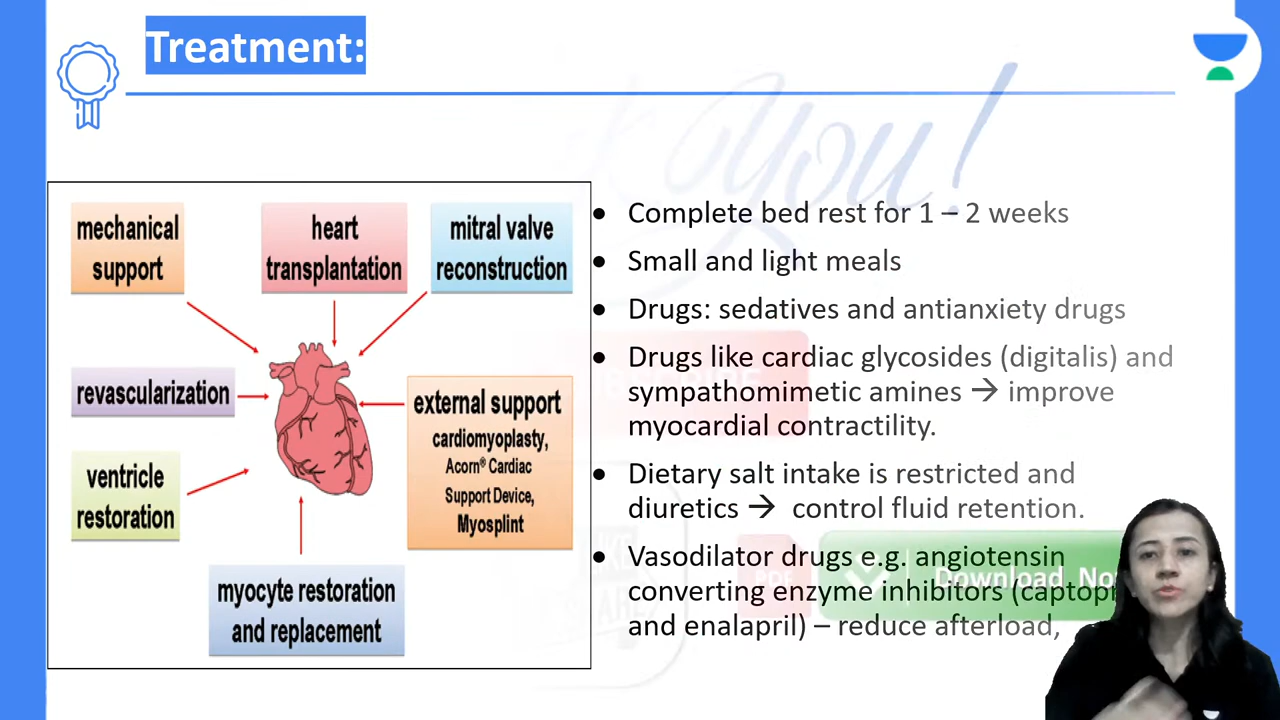 Treatment:
You!
mechanical
support
heart
transplantation
mitral valve
reconstruction
revascularization
external support
cardiomyoplasty,
Acorn® Cardiac
Support Device,
Myosplint
ventricle
restoration
myocyte restoration
and replacement
• Complete bed rest for 1 – 2 weeks
• Small and light meals
• Drugs: sedatives and antianxiety drugs
• Drugs like cardiac glycosides (digitalis) and
sympathomimetic amines → improve
myocardial contractility.
• Dietary salt intake is restricted and
diuretics → control fluid retention.
• Vasodilator drugs e.g. angiotensin
converting enzyme inhibitors
and enalapril) – reduce afterload,
PDF
Download